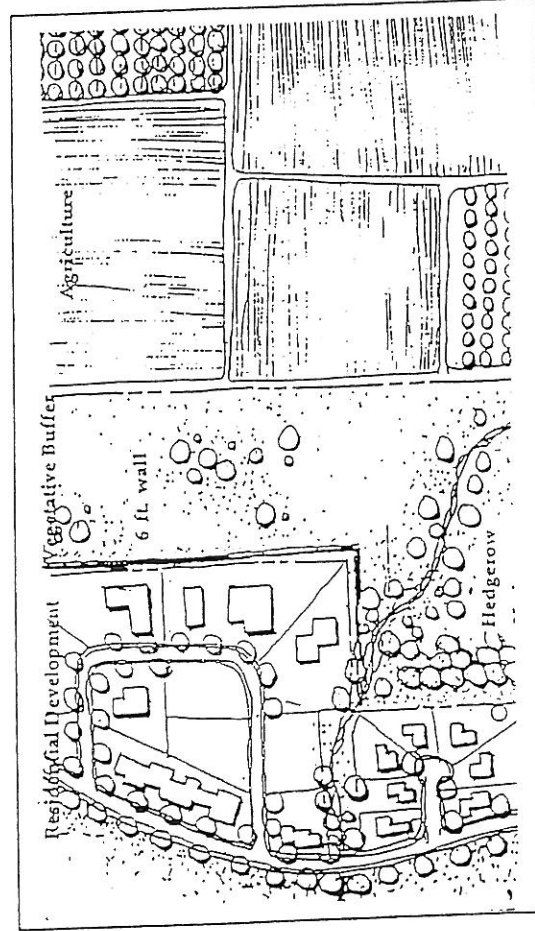 Residential Development
Vegetative Buffer
Agriculture
6 ft. wall
Hedgerow